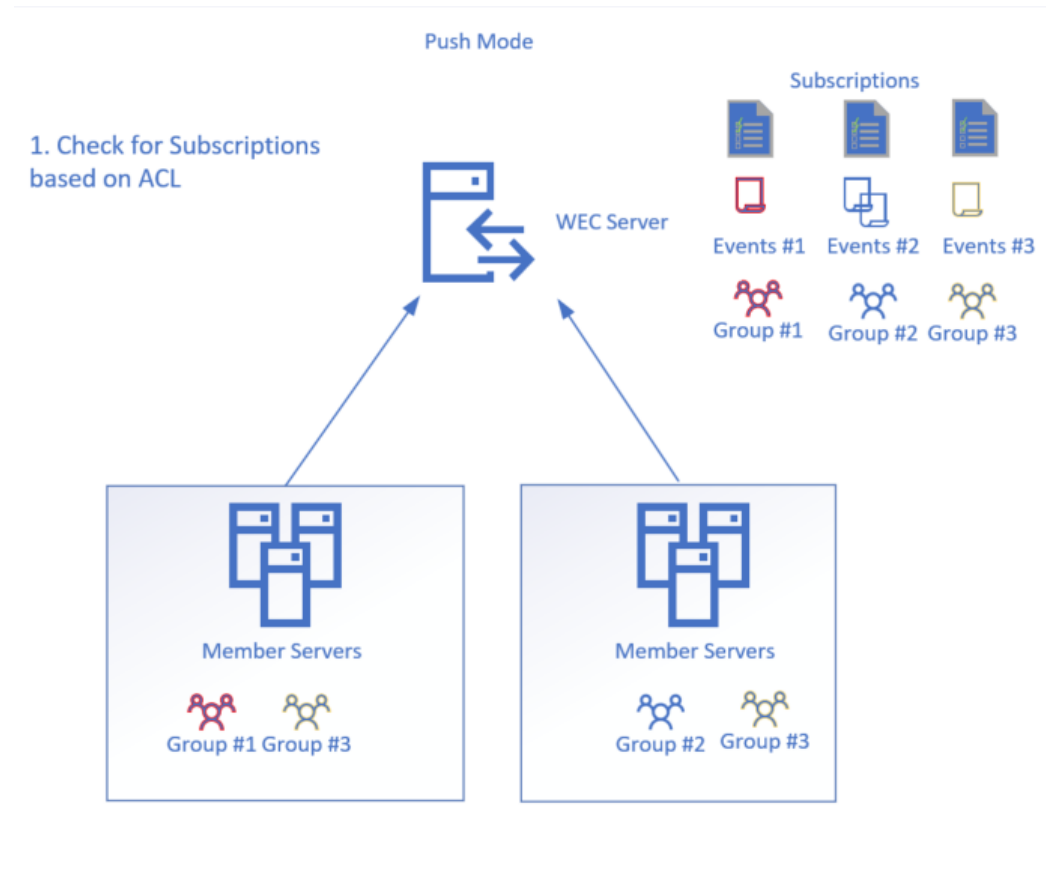 Push Mode
Subscriptions
1. Check for Subscriptions
based on ACL
WEC Server
Events #1 Events #2 Events #3
Group #1 Group #2 Group #3
Member Servers
Group #1 Group #3
Member Servers
Group #2 Group #3